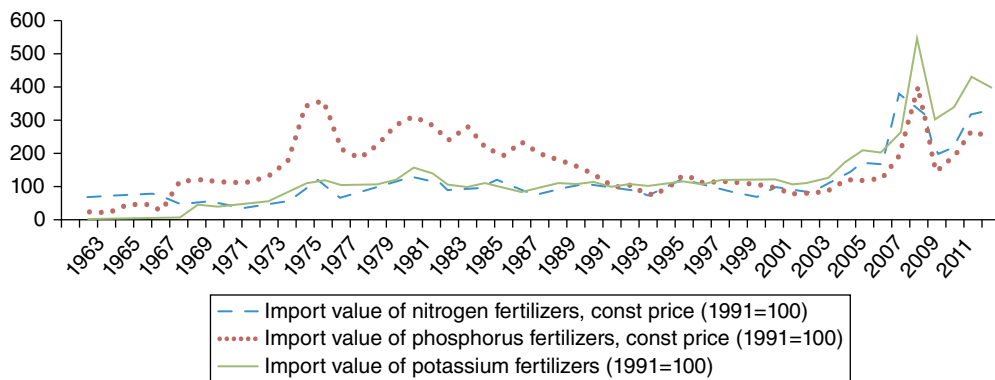 600
500
400
300
200
100
0
1963 1965 1967 1969 1971 1973 1975 1977 1979 1981 1983 1985 1987 1989 1991 1993 1995 1997 1999 2001 2003 2005 2007 2009 2011
Import value of nitrogen fertilizers, const price (1991=100)
Import value of phosphorus fertilizers, const price (1991=100)
Import value of potassium fertilizers (1991=100)